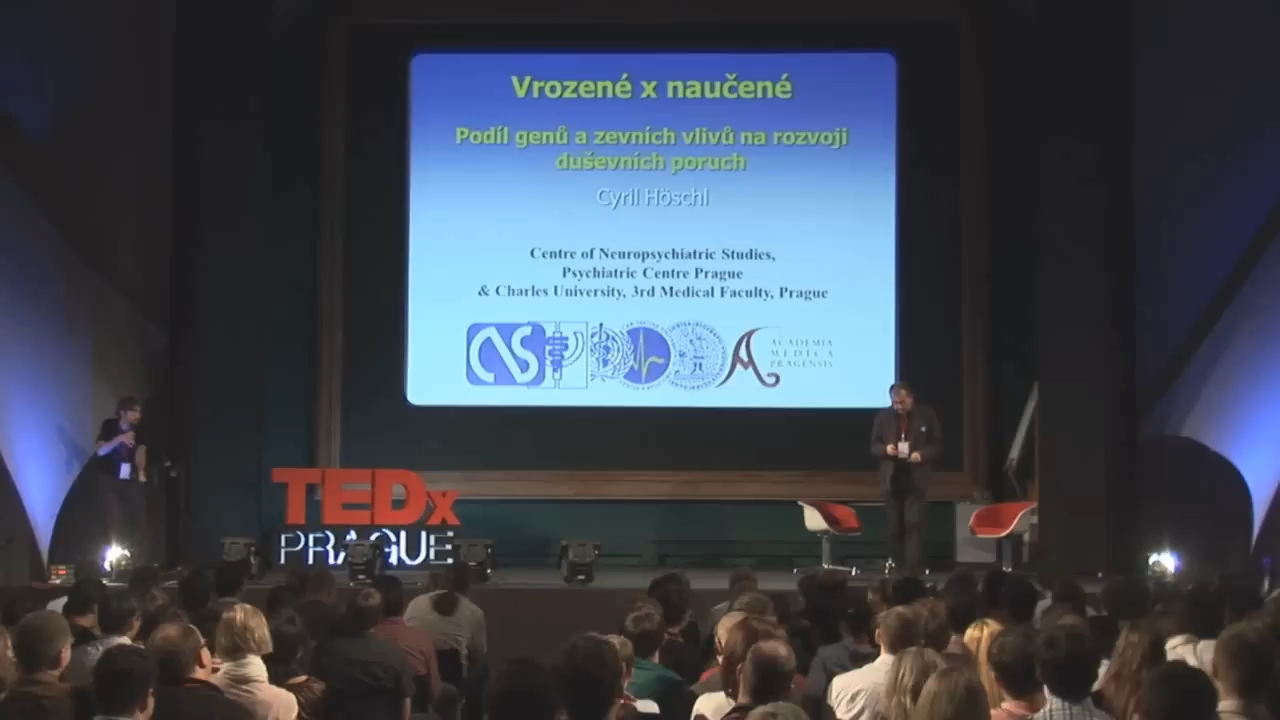 Vrozené x naučené
Podíl genů a zevních vlivů na rozvoji
duševních poruch
Cyril Höschl
Centre of Neuropsychiatric Studies,
Psychiatric Centre Prague
& Charles University, 3rd Medical Faculty, Prague
CNS
ACADEMIA
MEDICA
PRAGENSIS
TEDx
PRAGUE